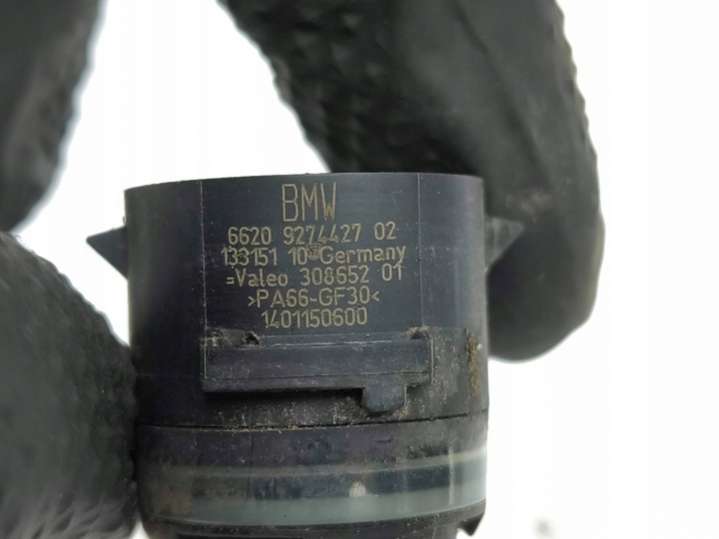 BMW
6620 9274427 02
133151 10 Germany
=Valeo 308652 01
>PA66-GF30<
1401150600